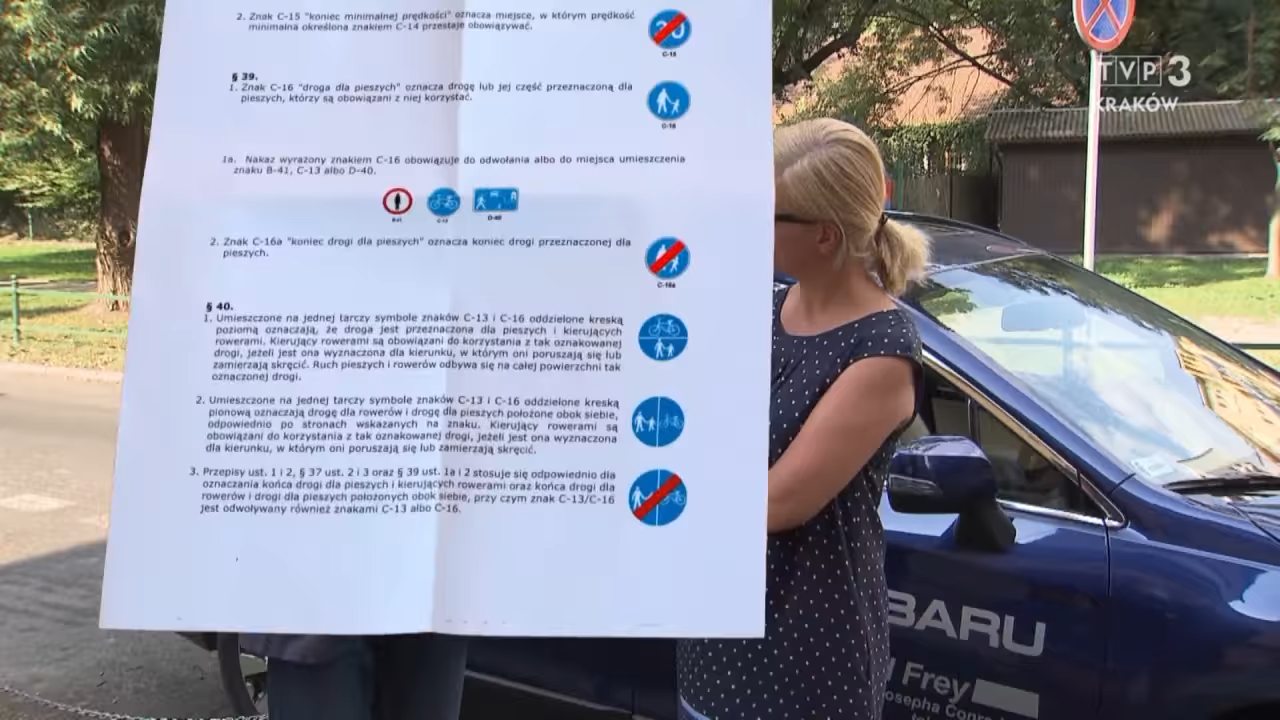 2. Znak C-15 "koniec minimalnej prędkości" oznacza miejsce, w którym prędkość
minimalna określona znakiem C-14 przestaje obowiązywać.
C-15
§ 39.
1. Znak C-16 "droga dla pieszych" oznacza drogę lub jej część przeznaczoną dla
pieszych, którzy są obowiązani z niej korzystać.
C-16
1a. Nakaz wyrażony znakiem C-16 obowiązuje do odwołania albo do miejsca umieszczenia
znaku B-41, C-13 albo D-40.
B-41 C-13 D-40
2. Znak C-16a "koniec drogi dla pieszych" oznacza koniec drogi przeznaczonej dla
pieszych.
C-16a
§ 40.
1. Umieszczone na jednej tarczy symbole znaków C-13 i C-16 oddzielone kreską
poziomą oznaczają, że droga jest przeznaczona dla pieszych i kierujących
rowerami. Kierujący rowerami są obowiązani do korzystania z tak oznakowanej
drogi, jeżeli jest ona wyznaczona dla kierunku, w którym oni poruszają się lub
zamierzają skręcić. Ruch pieszych i rowerów odbywa się na całej powierzchni tak
oznaczonej drogi.
2. Umieszczone na jednej tarczy symbole znaków C-13 i C-16 oddzielone kreską
pionową oznaczają drogę dla rowerów i drogę dla pieszych położone obok siebie,
odpowiednio po stronach wskazanych na znaku. Kierujący rowerami są
obowiązani do korzystania z tak oznakowanej drogi, jeżeli jest ona wyznaczona
dla kierunku, w którym oni poruszają się lub zamierzają skręcić.
3. Przepisy ust. 1 i 2, § 37 ust. 2 i 3 oraz § 39 ust. 1a i 2 stosuje się odpowiednio dla
oznaczania końca drogi dla pieszych i kierujących rowerami oraz końca drogi dla
rowerów i drogi dla pieszych położonych obok siebie, przy czym znak C-13/C-16
jest odwoływany również znakami C-13 albo C-16.
TVP3
KRAKÓW
BARU
Frey
osepha Conra